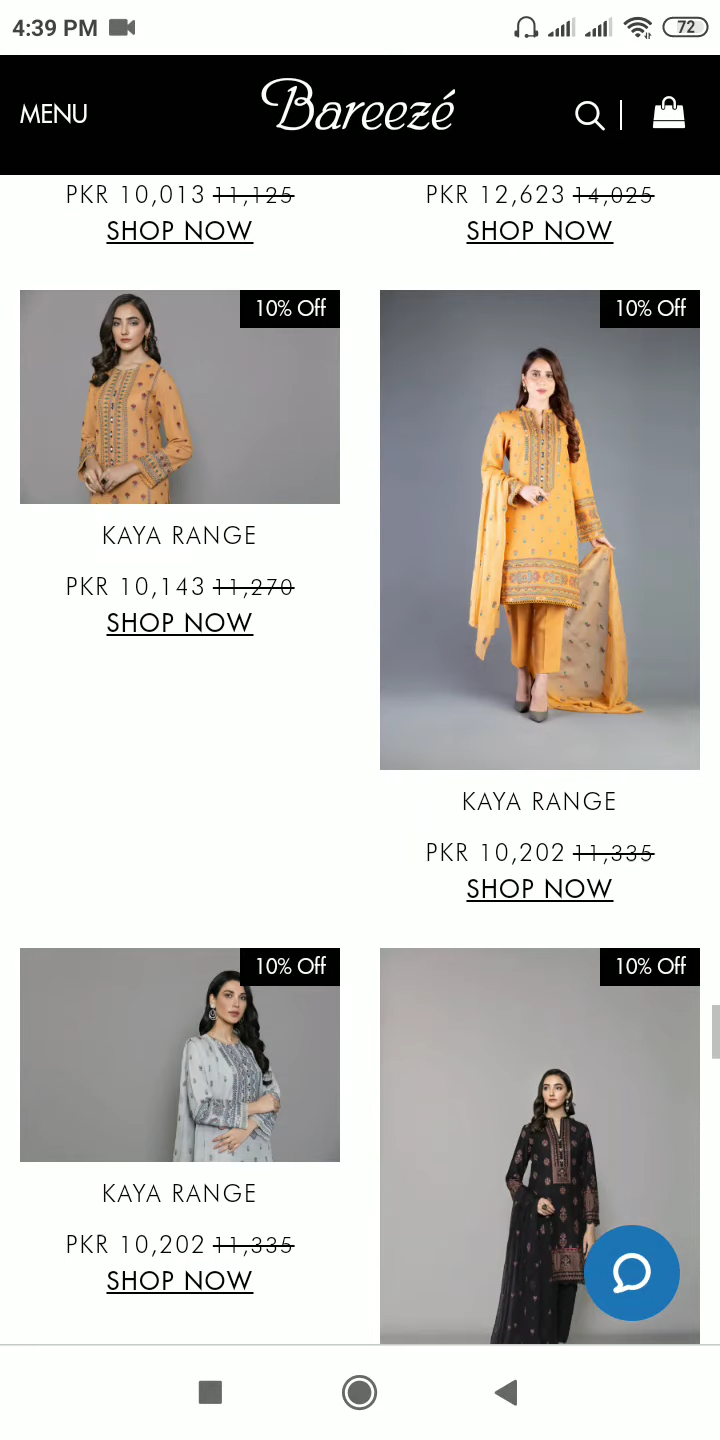 4:39 PM
72
MENU
Bareezé
PKR 10,013 11,125
SHOP NOW
PKR 12,623 14,025
SHOP NOW
10% Off
KAYA RANGE
PKR 10,143 11,270
SHOP NOW
10% Off
KAYA RANGE
PKR 10,202 11,335
SHOP NOW
10% Off
KAYA RANGE
PKR 10,202 11,335
SHOP NOW
10% Off